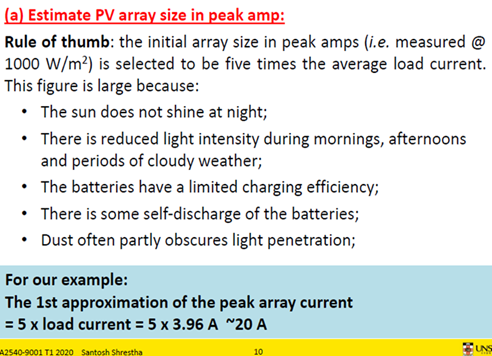 (a) Estimate PV array size in peak amp:
Rule of thumb: the initial array size in peak amps (i.e. measured @
1000 W/m²) is selected to be five times the average load current.
This figure is large because:
• The sun does not shine at night;
• There is reduced light intensity during mornings, afternoons
and periods of cloudy weather;
• The batteries have a limited charging efficiency;
• There is some self-discharge of the batteries;
• Dust often partly obscures light penetration;
For our example:
The 1st approximation of the peak array current
= 5 x load current = 5 x 3.96 A ~20 A
A2540-9001 T1 2020 Santosh Shrestha 10 UNS